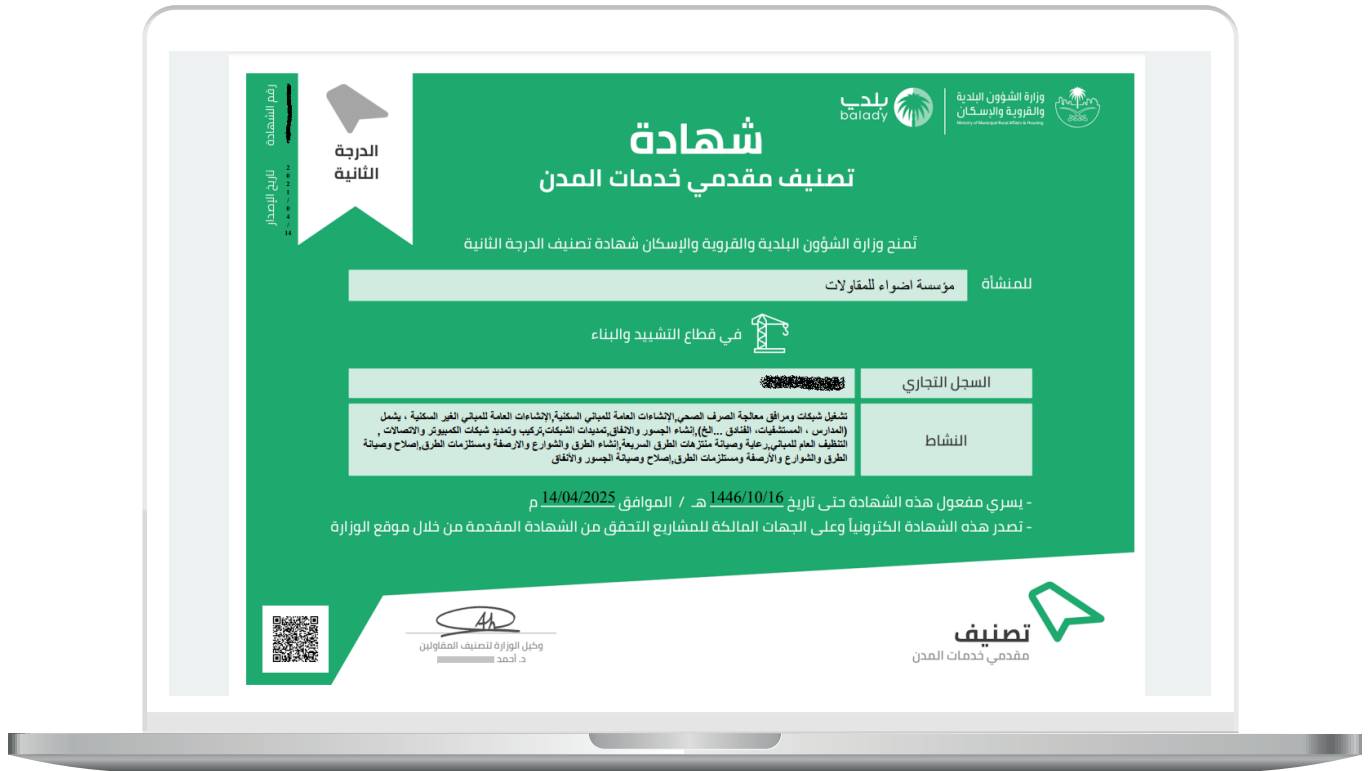 وزارة الشؤون البلدية
والقروية والإسكان
Ministry of Municipal Rural Affairs & Housing
بلدي
balady
شهادة
تصنيف مقدمي خدمات المدن
الدرجة
الثانية
رقم الشهادة
تاريخ الإصدار
2021/04/14
تمنح وزارة الشؤون البلدية والقروية والإسكان شهادة تصنيف الدرجة الثانية
للمنشأة
مؤسسة اضواء للمقاولات
في قطاع التشييد والبناء
السجل التجاري
النشاط
تشغيل شبكات ومرافق معالجة الصرف الصحي,الإنشاءات العامة للمباني السكنية,الإنشاءات العامة للمباني الغير السكنية ، يشمل
(المدارس ، المستشفيات، الفنادق ...الخ),إنشاء الجسور والانفاق,تمديدات الشبكات,تركيب وتمديد شبكات الكمبيوتر والاتصالات ,
التنظيف العام للمباني,رعاية وصيانة منتزهات الطرق السريعة,إنشاء الطرق والشوارع والارصفة ومستلزمات الطرق,إصلاح وصيانة
الطرق والشوارع والأرصفة ومستلزمات الطرق,إصلاح وصيانة الجسور والأنفاق
- يسري مفعول هذه الشهادة حتى تاريخ 1446/10/16 هـ / الموافق 14/04/2025 م
- تصدر هذه الشهادة الكترونياً وعلى الجهات المالكة للمشاريع التحقق من الشهادة المقدمة من خلال موقع الوزارة
وكيل الوزارة لتصنيف المقاولين
د. أحمد
تصنيف
مقدمي خدمات المدن